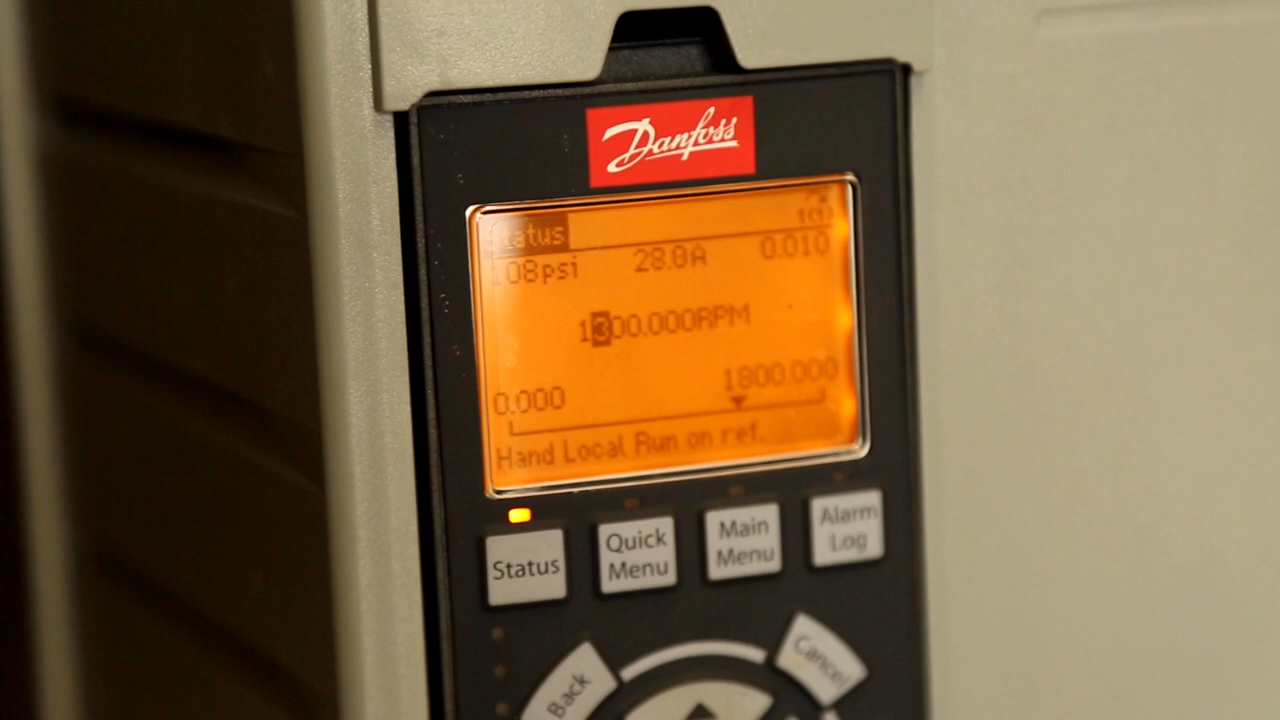 Danfoss
Status
1(1)
108psi 28.0A 0.010
1300.000RPM
0.000 1800.000
Hand Local Run on ref.
Status
Quick Menu
Main Menu
Alarm Log
Back
Cancel